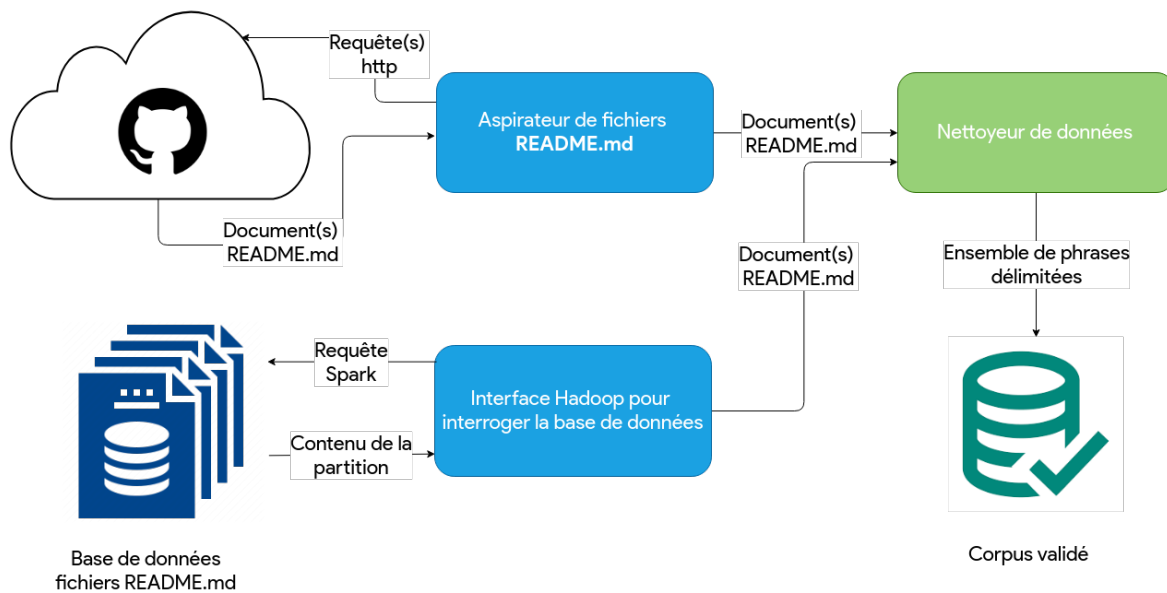 Requête(s)
http
Aspirateur de fichiers
README.md
Document(s)
README.md
Nettoyeur de données
Document(s)
README.md
Document(s)
README.md
Ensemble de phrases
délimitées
Requête
Spark
Interface Hadoop pour
interroger la base de données
Contenu de la
partition
Base de données
fichiers README.md
Corpus validé